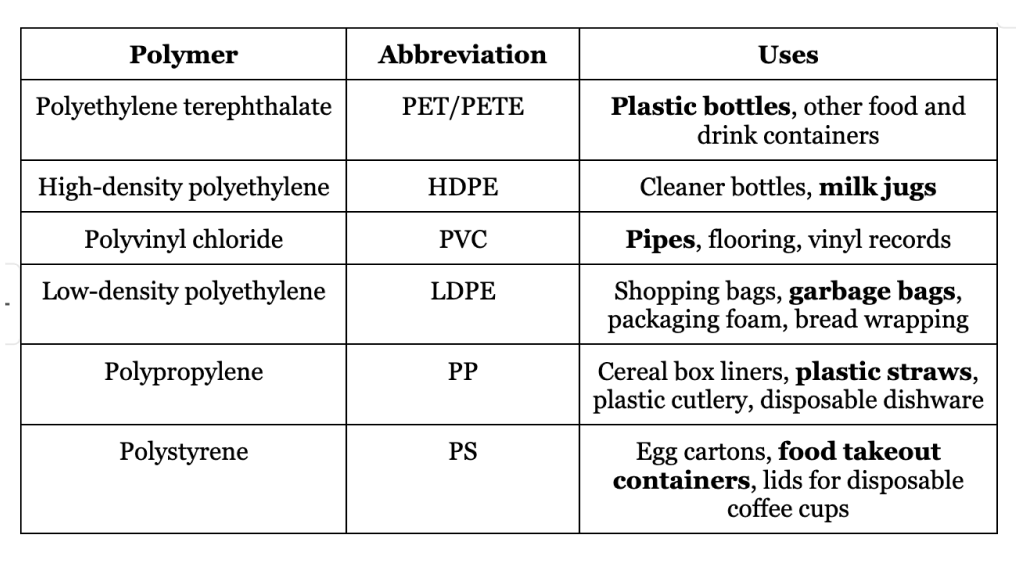 Polymer Abbreviation Uses
Polyethylene terephthalate PET/PETE Plastic bottles, other food and
drink containers
High-density polyethylene HDPE Cleaner bottles, milk jugs
Polyvinyl chloride PVC Pipes, flooring, vinyl records
Low-density polyethylene LDPE Shopping bags, garbage bags,
packaging foam, bread wrapping
Polypropylene PP Cereal box liners, plastic straws,
plastic cutlery, disposable dishware
Polystyrene PS Egg cartons, food takeout
containers, lids for disposable
coffee cups